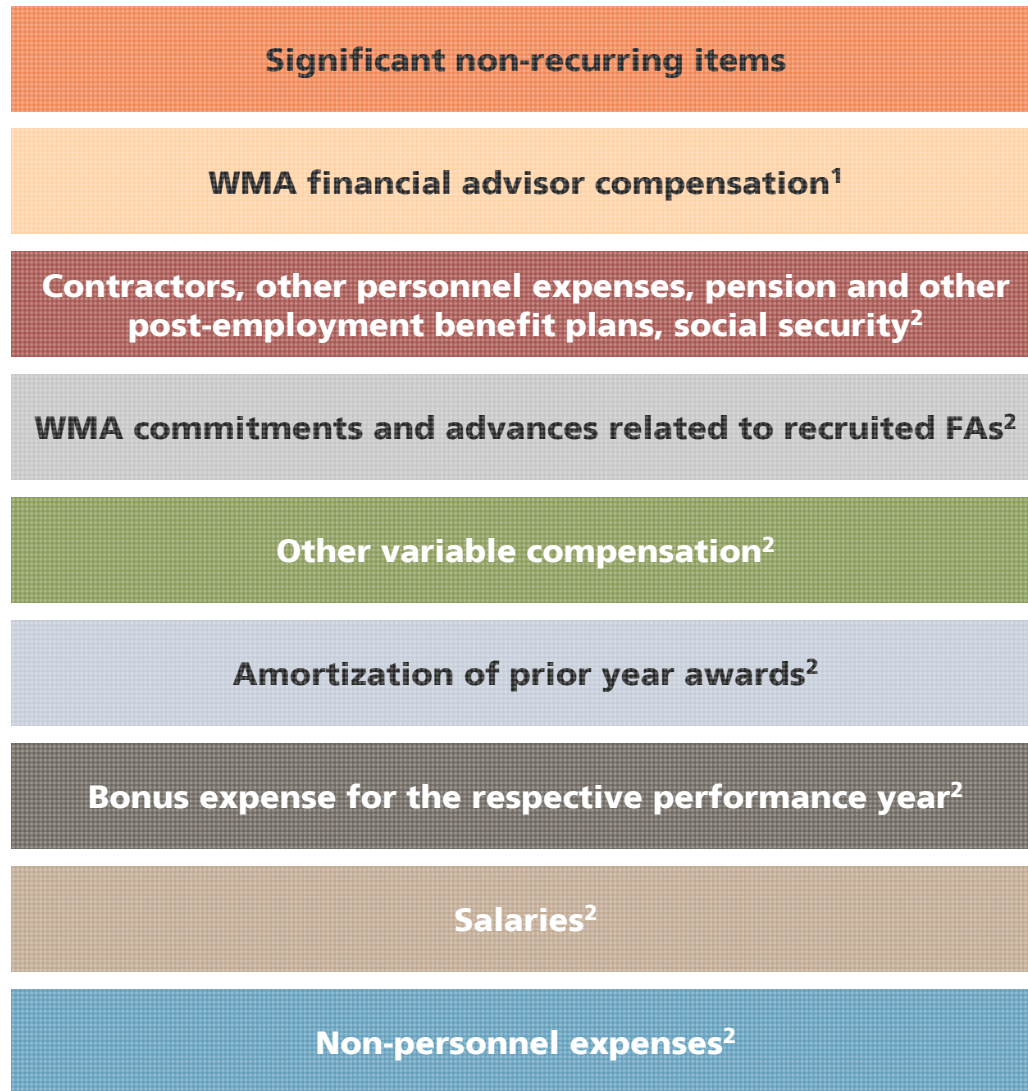 Significant non-recurring items
WMA financial advisor compensation¹
Contractors, other personnel expenses, pension and other
post-employment benefit plans, social security²
WMA commitments and advances related to recruited FAs²
Other variable compensation²
Amortization of prior year awards²
Bonus expense for the respective performance year²
Salaries²
Non-personnel expenses²